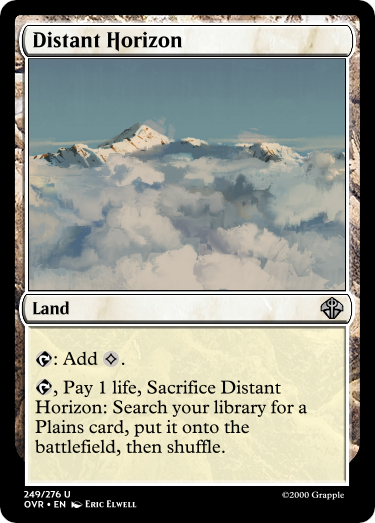 Distant Horizon
Land
: Add .
, Pay 1 life, Sacrifice Distant
Horizon: Search your library for a
Plains card, put it onto the
battlefield, then shuffle.
249/276 U
OVR • EN Eric Elwell
©2000 Grapple